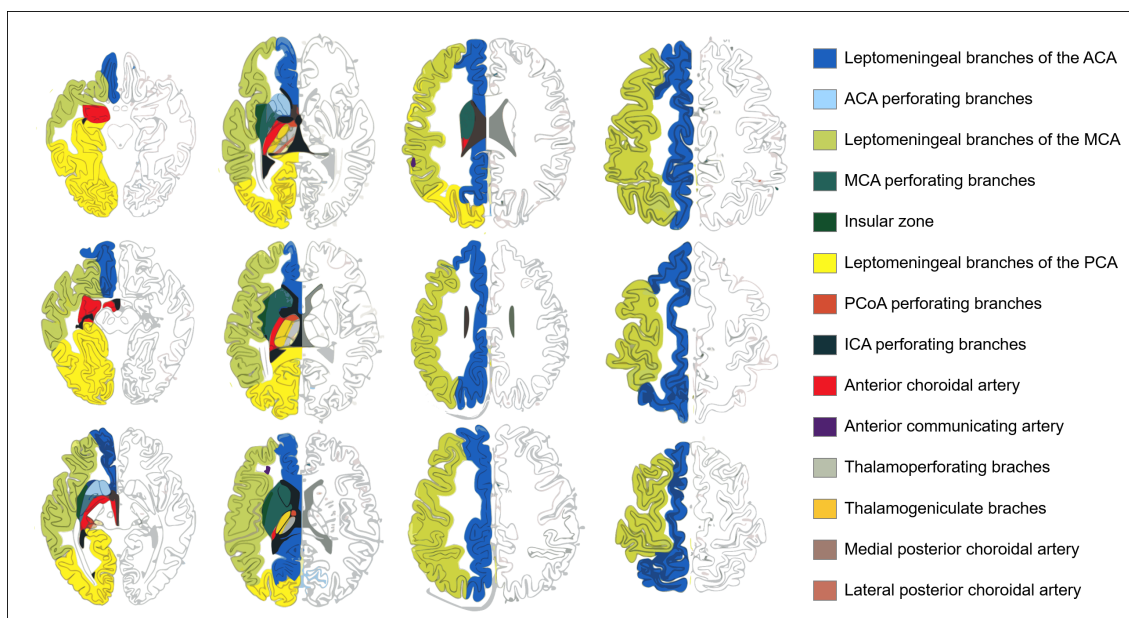 Leptomeningeal branches of the ACA
ACA perforating branches
Leptomeningeal branches of the MCA
MCA perforating branches
Insular zone
Leptomeningeal branches of the PCA
PCoA perforating branches
ICA perforating branches
Anterior choroidal artery
Anterior communicating artery
Thalamoperforating braches
Thalamogeniculate braches
Medial posterior choroidal artery
Lateral posterior choroidal artery